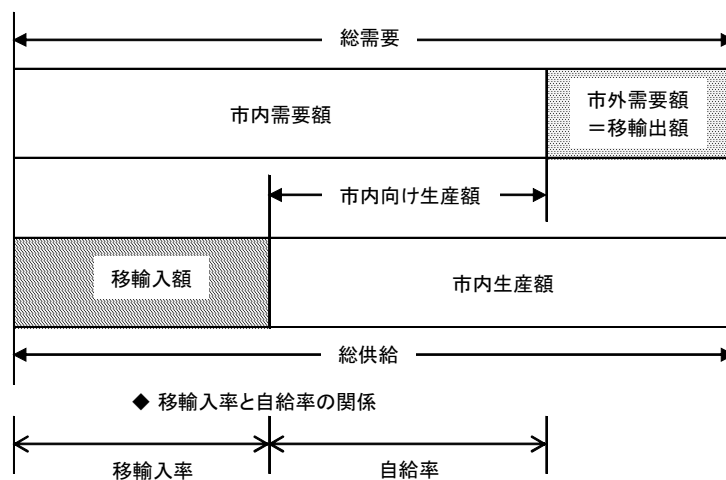 総需要
市内需要額
市外需要額
＝移輸出額
市内向け生産額
移輸入額
市内生産額
総供給
◆ 移輸入率と自給率の関係
移輸入率
自給率